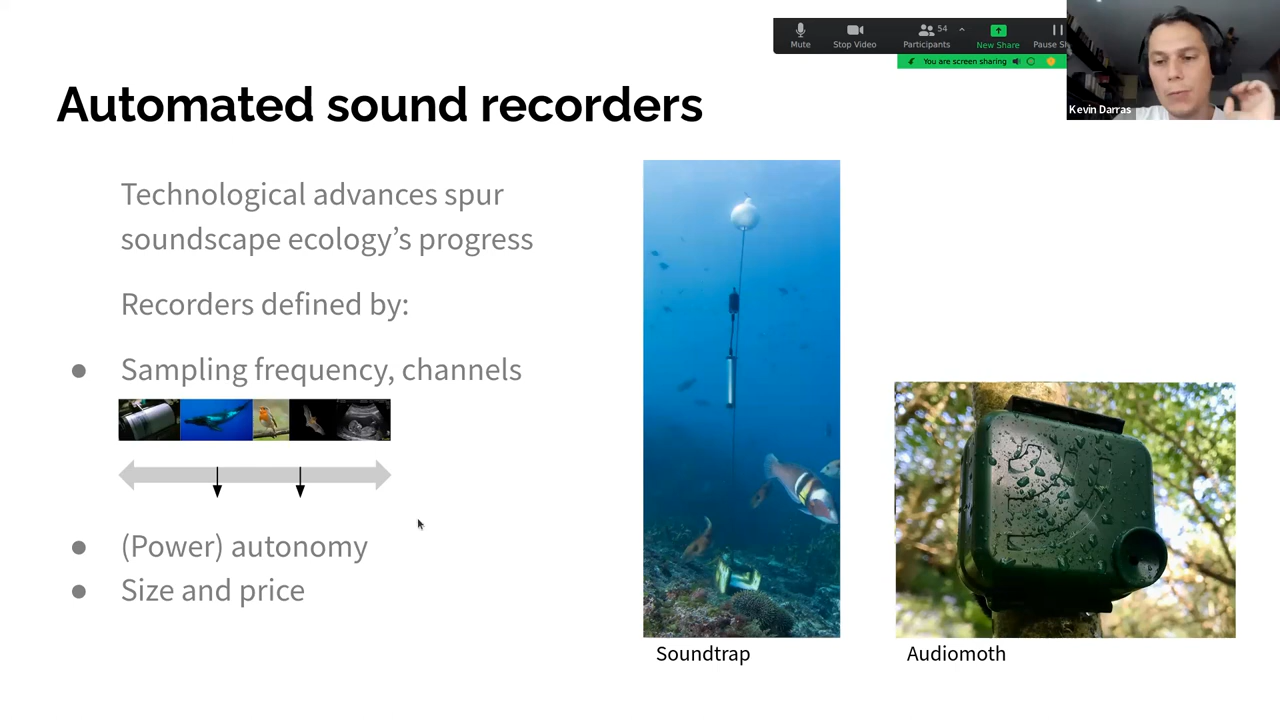 54
Mute
Stop Video
Participants
New Share
You are screen sharing
Kevin Darras
Automated sound recorders
Technological advances spur
soundscape ecology’s progress
Recorders defined by:
● Sampling frequency, channels
● (Power) autonomy
● Size and price
Soundtrap
Audiomoth